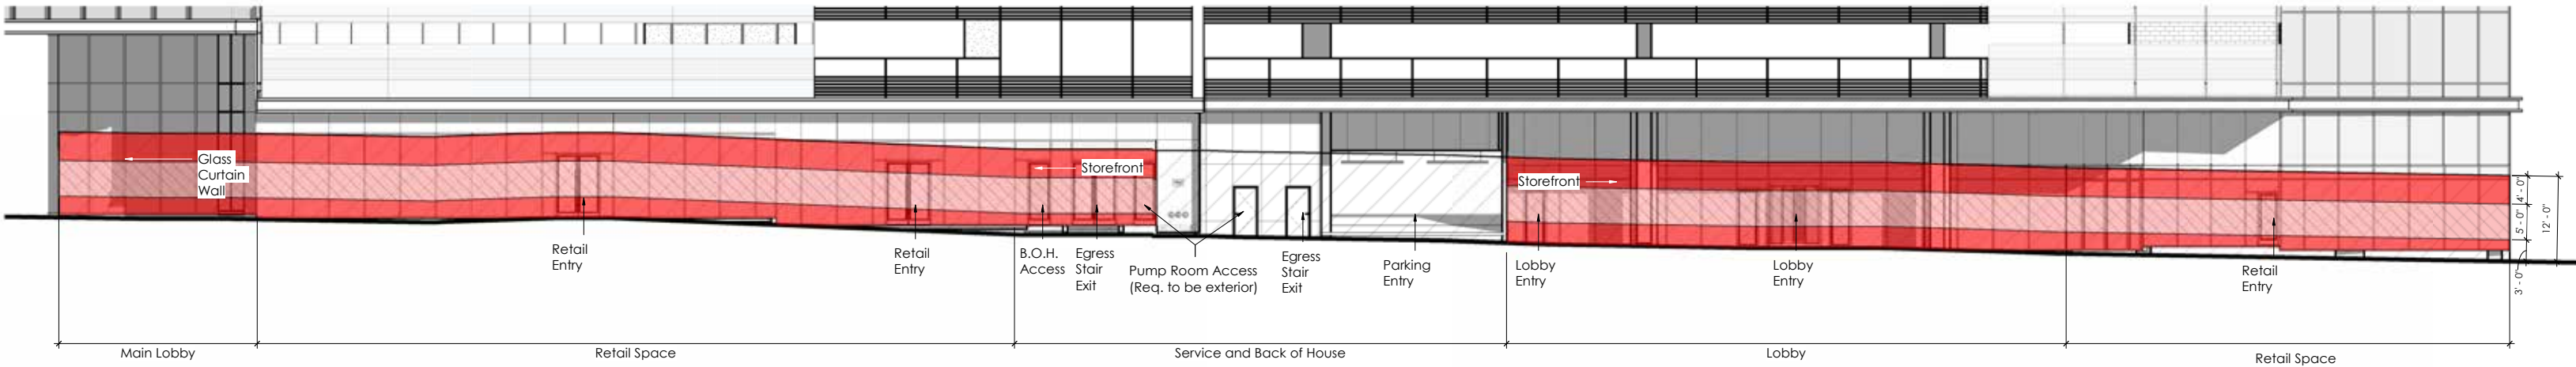 Glass
Curtain
Wall
Storefront
Storefront
4' - 0"
5' - 0"
3' - 0"
12' - 0"
Retail
Entry
Retail
Entry
B.O.H.
Access
Egress
Stair
Exit
Pump Room Access
(Req. to be exterior)
Egress
Stair
Exit
Parking
Entry
Lobby
Entry
Lobby
Entry
Retail
Entry
Main Lobby
Retail Space
Service and Back of House
Lobby
Retail Space